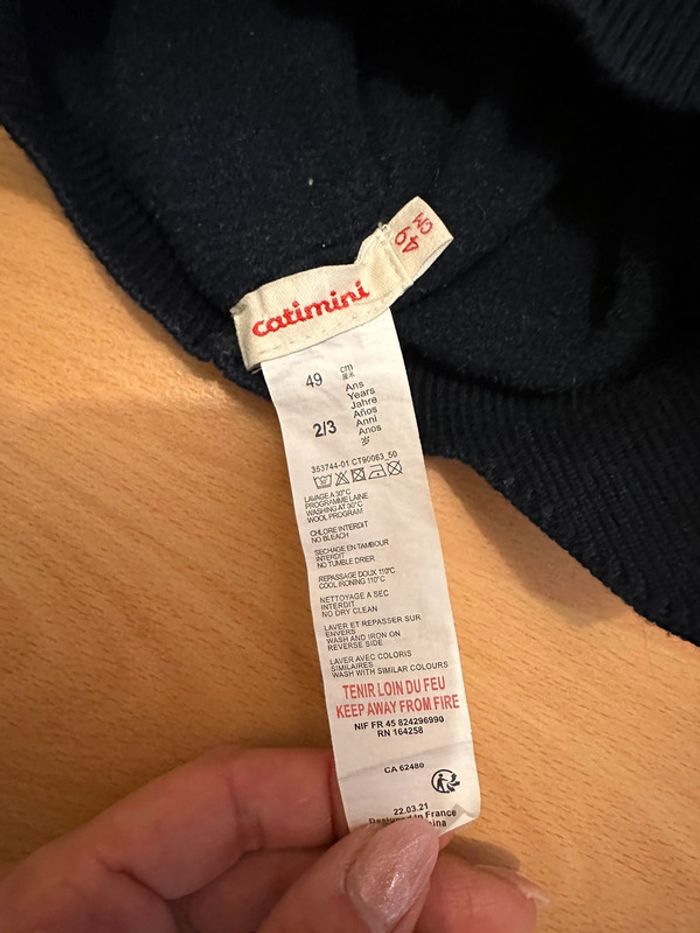 49
CM
catimini
49 cm
厘米
2/3 Ans
Years
Jahre
Años
Anni
Anos
岁
353744-01 CT90063_50
LAVAGE A 30°C
PROGRAMME LAINE
WASHING AT 30°C
WOOL PROGRAM
CHLORE INTERDIT
NO BLEACH
SECHAGE EN TAMBOUR
INTERDIT
NO TUMBLE DRIER
REPASSAGE DOUX 110°C
COOL IRONING 110°C
NETTOYAGE A SEC
INTERDIT
NO DRY CLEAN
LAVER ET REPASSER SUR
ENVERS
WASH AND IRON ON
REVERSE SIDE
LAVER AVEC COLORIS
SIMILAIRES
WASH WITH SIMILAR COLOURS
TENIR LOIN DU FEU
KEEP AWAY FROM FIRE
NIF FR 45 824296990
RN 164258
CA 62480
22.03.21
Designed in France